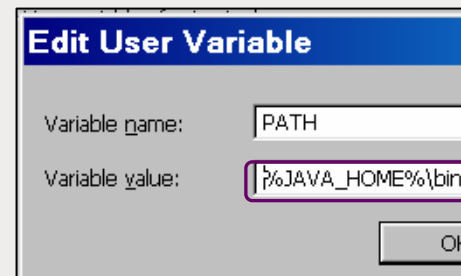 Edit User Variable
Variable name:
PATH
Variable value:
%JAVA_HOME%\bin